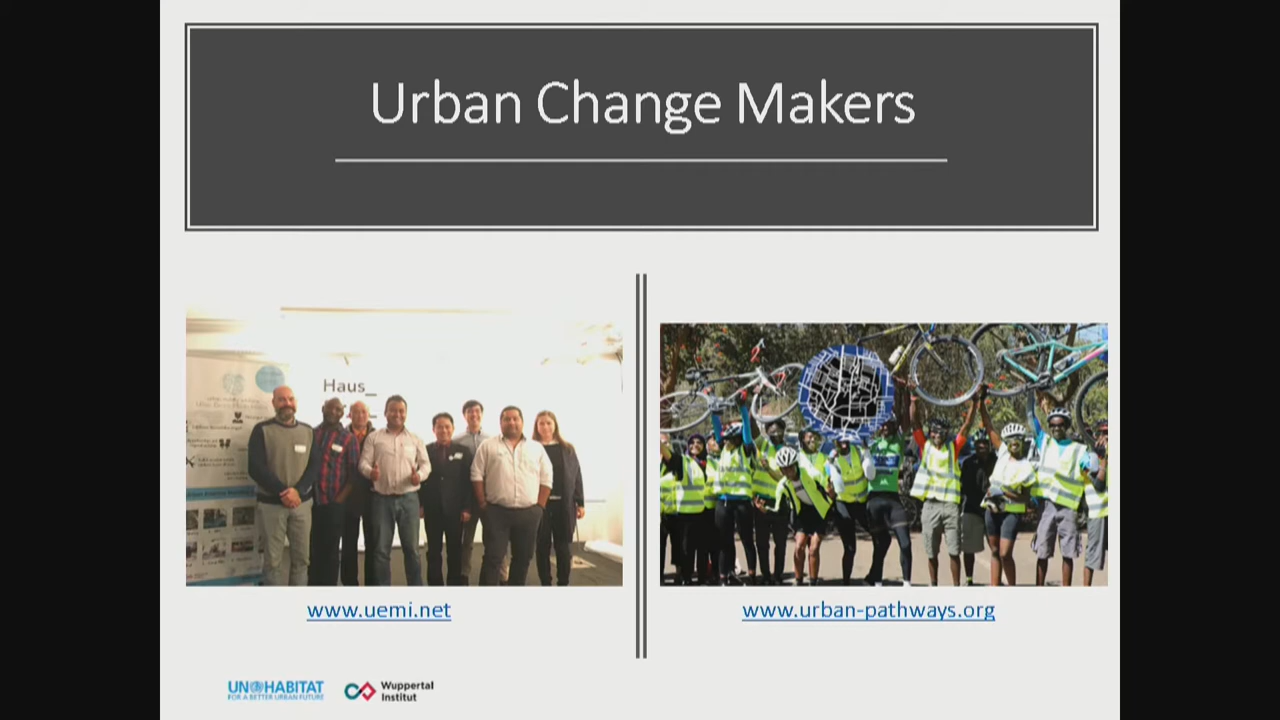 Urban Change Makers
Haus_
www.uemi.net
www.urban-pathways.org
UN HABITAT
FOR A BETTER URBAN FUTURE
Wuppertal
Institut